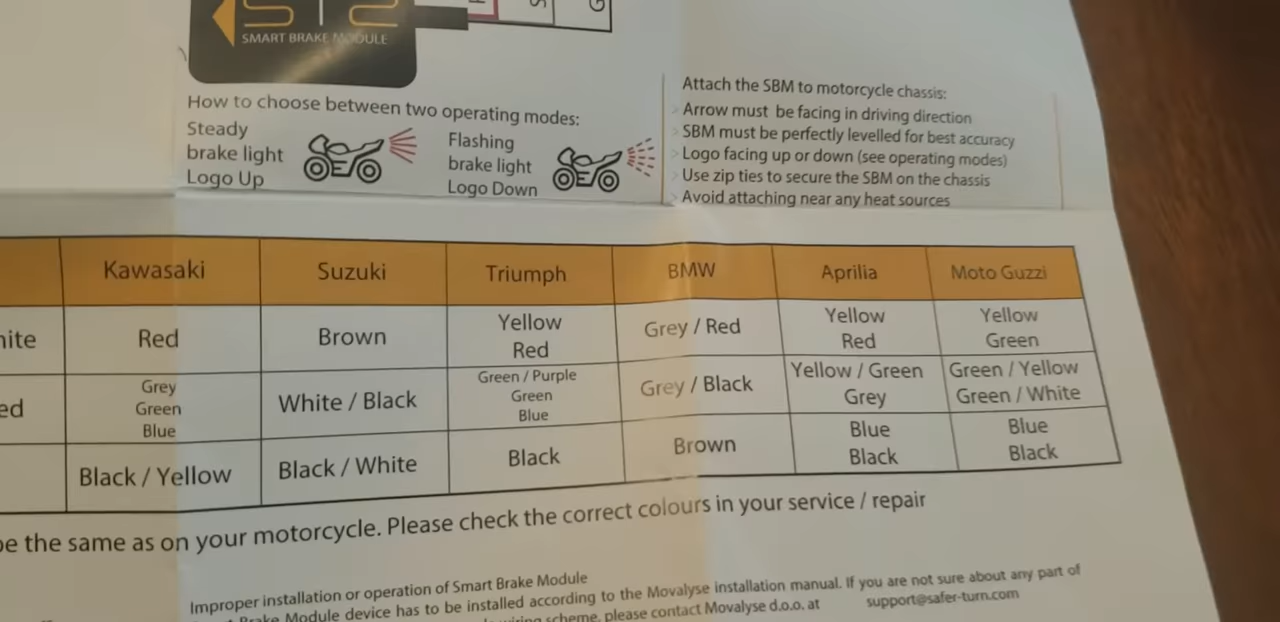 SMART BRAKE MODULE
How to choose between two operating modes:
Steady
brake light
Logo Up
Flashing
brake light
Logo Down
Attach the SBM to motorcycle chassis:
Arrow must be facing in driving direction
SBM must be perfectly levelled for best accuracy
Logo facing up or down (see operating modes)
Use zip ties to secure the SBM on the chassis
Avoid attaching near any heat sources
Kawasaki Suzuki Triumph BMW Aprilia Moto Guzzi
Red Brown Yellow Red Grey / Red Yellow Red Yellow Green
Grey Green Blue White / Black Green / Purple Green Blue Grey / Black Yellow / Green Grey Green / Yellow Green / White
Black / Yellow Black / White Black Brown Blue Black Blue Black
be the same as on your motorcycle. Please check the correct colours in your service / repair
Improper installation or operation of Smart Brake Module
Brake Module device has to be installed according to the Movalyse installation manual. If you are not sure about any part of
wiring scheme, please contact Movalyse d.o.o. at support@safer-turn.com